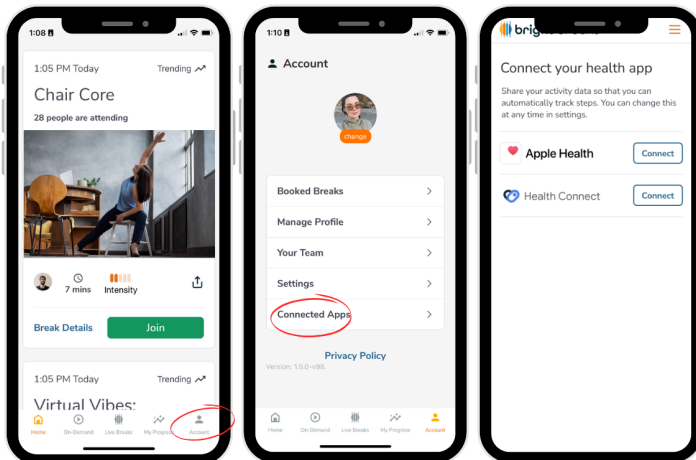 1:08
1:05 PM Today
Trending
Chair Core
28 people are attending
7 mins
Intensity
Break Details
Join
1:05 PM Today
Trending
Virtual Vibes:
Home
On-Demand
Live Breaks
My Progress
Account
1:10
Account
change
Booked Breaks
Manage Profile
Your Team
Settings
Connected Apps
Privacy Policy
Version: 1.5.0-v98.
Home
On-Demand
Live Breaks
My Progress
Account
Connect your health app
Share your activity data so that you can
automatically track steps. You can change this
at any time in settings.
Apple Health
Connect
Health Connect
Connect